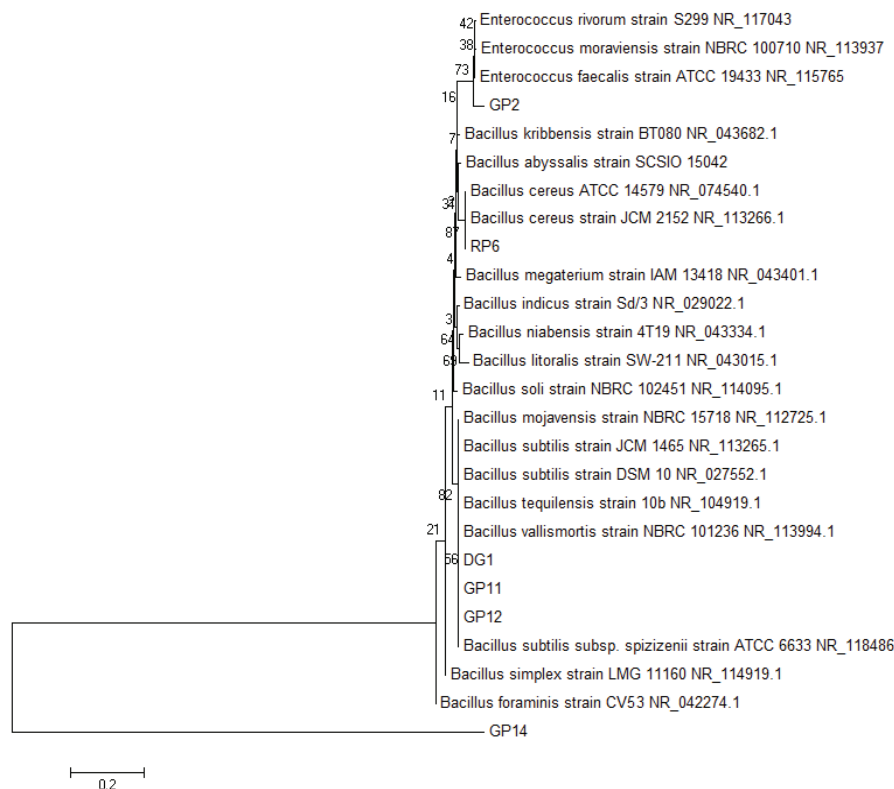 42
Enterococcus rivorum strain S299 NR_117043
38
Enterococcus moraviensis strain NBRC 100710 NR_113937
73
Enterococcus faecalis strain ATCC 19433 NR_115765
16
GP2
7
Bacillus kribbensis strain BT080 NR_043682.1
Bacillus abyssalis strain SCSIO 15042
Bacillus cereus ATCC 14579 NR_074540.1
Bacillus cereus strain JCM 2152 NR_113266.1
87
RP6
4
Bacillus megaterium strain IAM 13418 NR_043401.1
Bacillus indicus strain Sd/3 NR_029022.1
3
Bacillus niabensis strain 4T19 NR_043334.1
64
Bacillus litoralis strain SW-211 NR_043015.1
69
Bacillus soli strain NBRC 102451 NR_114095.1
11
Bacillus mojavensis strain NBRC 15718 NR_112725.1
Bacillus subtilis strain JCM 1465 NR_113265.1
Bacillus subtilis strain DSM 10 NR_027552.1
82
Bacillus tequilensis strain 10b NR_104919.1
21
Bacillus vallismortis strain NBRC 101236 NR_113994.1
56
DG1
GP11
GP12
Bacillus subtilis subsp. spizizenii strain ATCC 6633 NR_118486
Bacillus simplex strain LMG 11160 NR_114919.1
Bacillus foraminis strain CV53 NR_042274.1
GP14
0.2